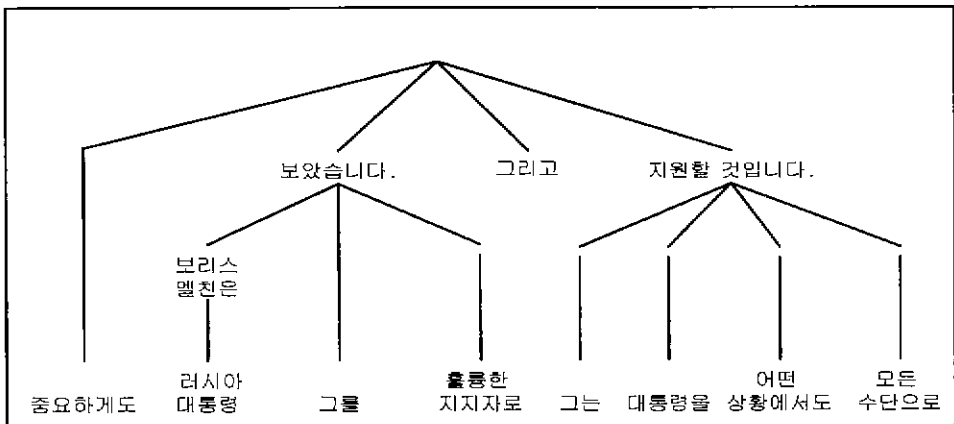 보았습니다.
그리고
지원할 것입니다.
보리스
옐친은
중요하게도
러시아
대통령
그를
훌륭한
지지자로
그는
대통령을
어떤
상황에서도
모든
수단으로